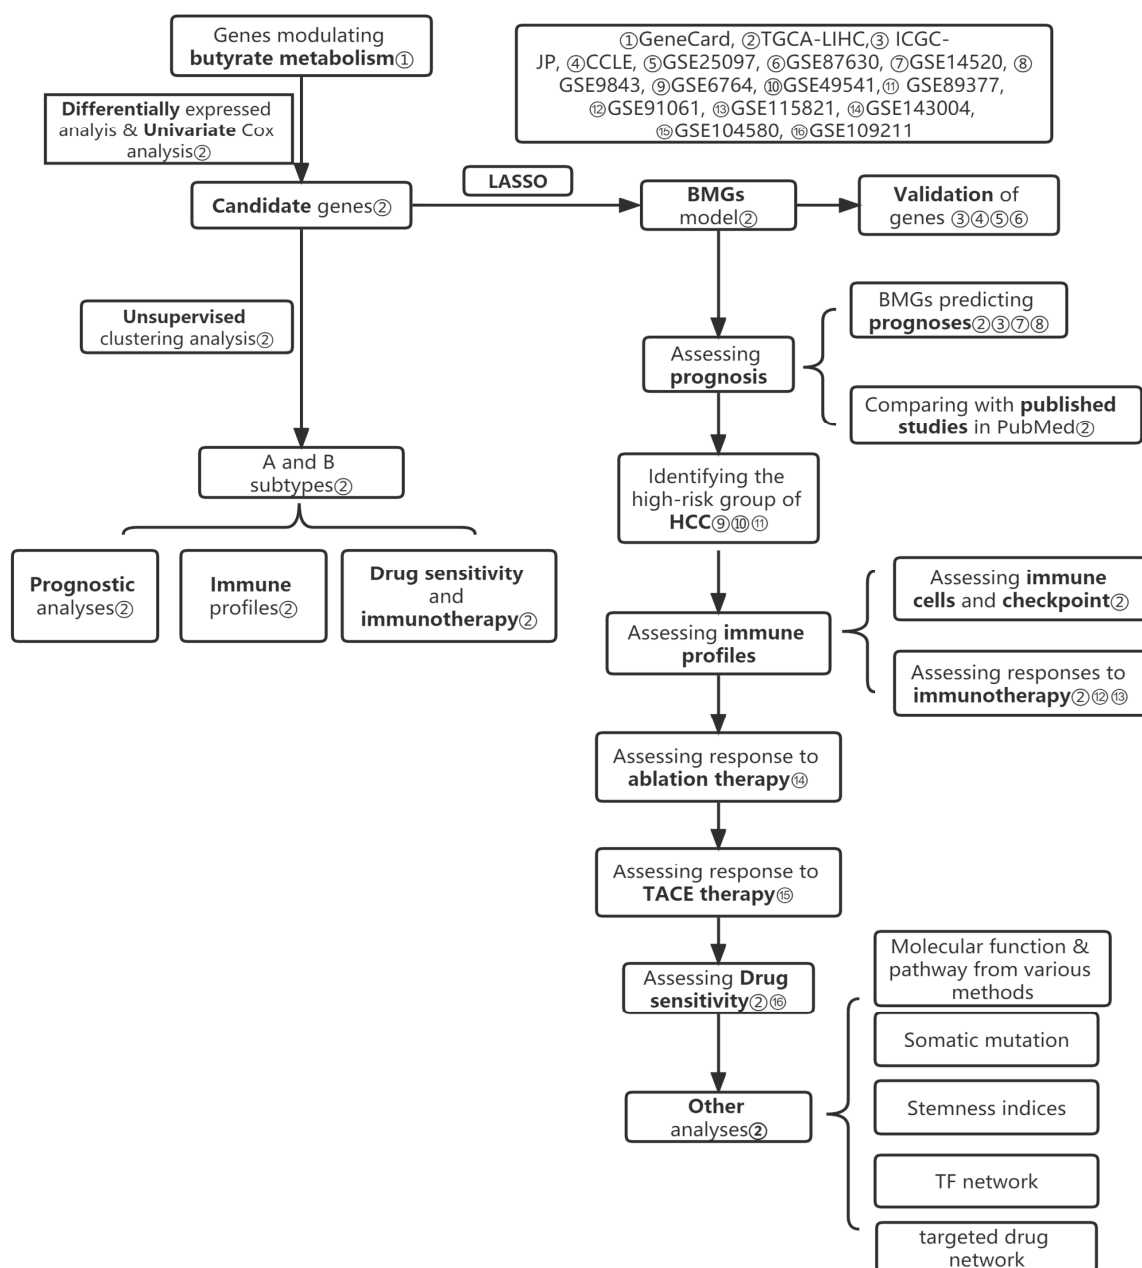 Genes modulating
butyrate metabolism①
①GeneCard, ②TGCA-LIHC,③ ICGC-
JP, ④CCLE, ⑤GSE25097, ⑥GSE87630, ⑦GSE14520, ⑧
GSE9843, ⑨GSE6764, ⑩GSE49541,⑪ GSE89377,
⑫GSE91061, ⑬GSE115821, ⑭GSE143004,
⑮GSE104580, ⑯GSE109211
Differentially expressed
analyis & Univariate Cox
analysis②
Candidate genes②
LASSO
BMGs
model②
Validation of
genes ③④⑤⑥
Unsupervised
clustering analysis②
BMGs predicting
prognoses②③⑦⑧
Assessing
prognosis
Comparing with published
studies in PubMed②
A and B
subtypes②
Identifying the
high-risk group of
HCC⑨⑩⑪
Prognostic
analyses②
Immune
profiles②
Drug sensitivity
and
immunotherapy②
Assessing immune
cells and checkpoint②
Assessing immune
profiles
Assessing responses to
immunotherapy②⑫⑬
Assessing response to
ablation therapy⑭
Assessing response to
TACE therapy⑮
Assessing Drug
sensitivity②⑯
Molecular function &
pathway from various
methods
Somatic mutation
Other
analyses②
Stemness indices
TF network
targeted drug
network